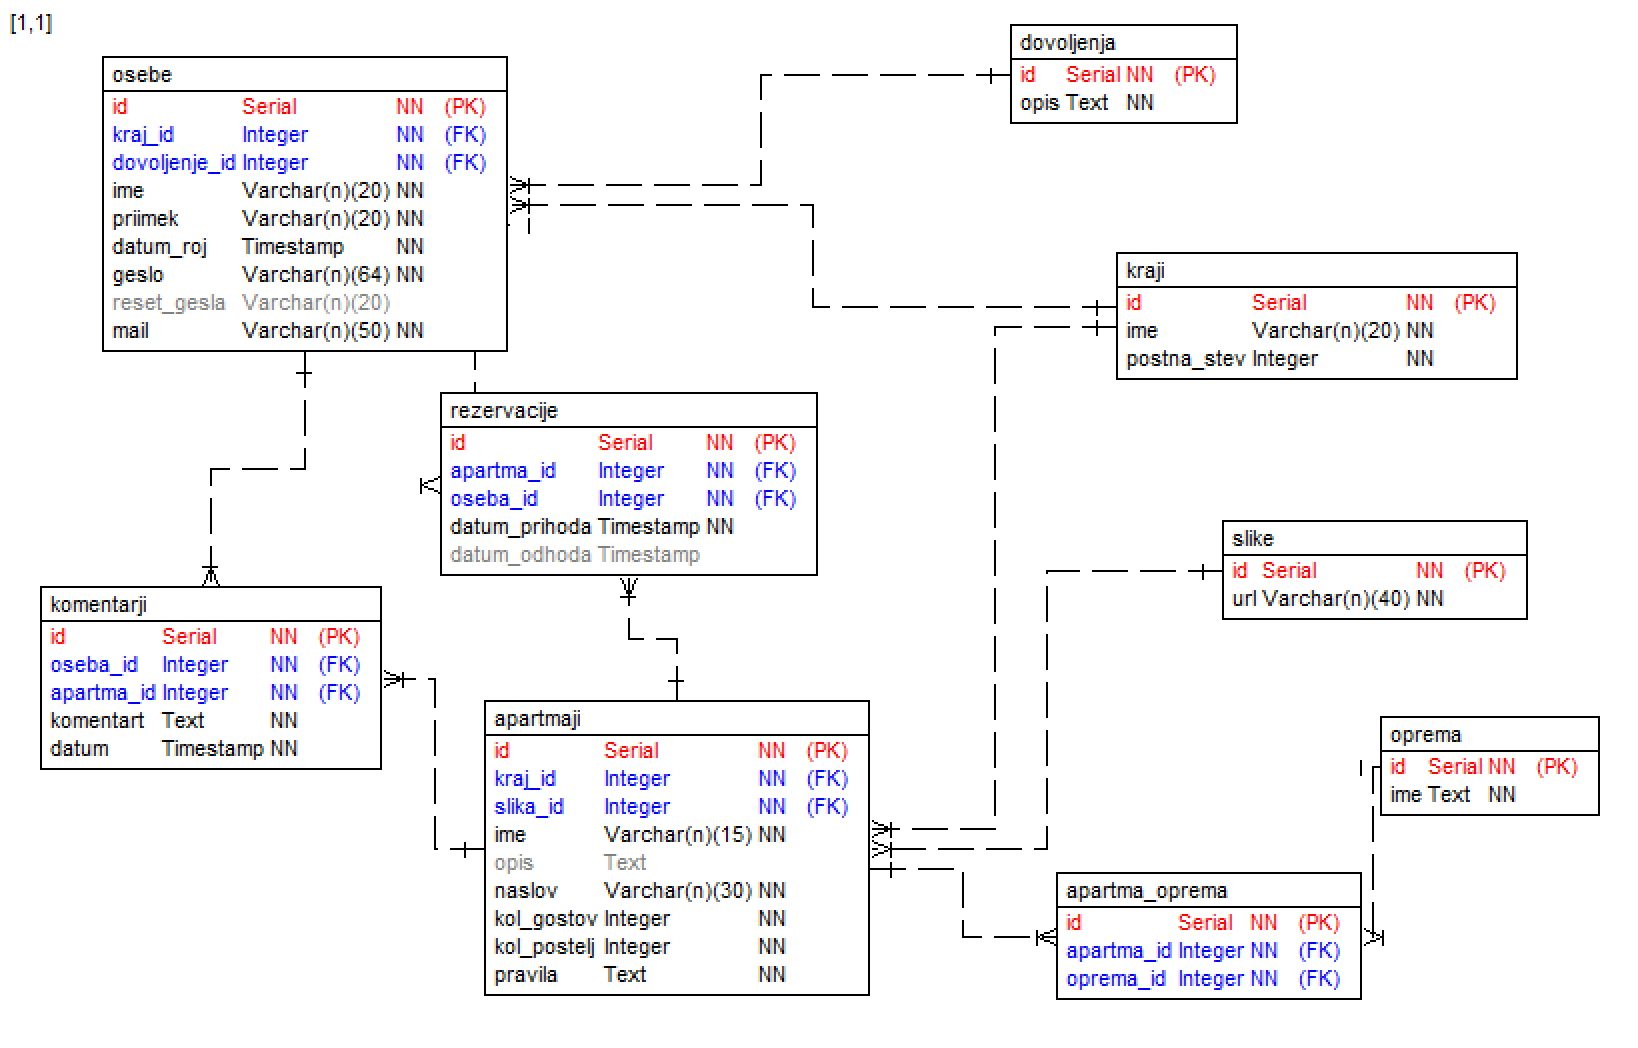 [1,1]
osebe
id Serial NN (PK)
kraj_id Integer NN (FK)
dovoljenje_id Integer NN (FK)
ime Varchar(n)(20) NN
priimek Varchar(n)(20) NN
datum_roj Timestamp NN
geslo Varchar(n)(64) NN
reset_gesla Varchar(n)(20)
mail Varchar(n)(50) NN
dovoljenja
id Serial NN (PK)
opis Text NN
kraji
id Serial NN (PK)
ime Varchar(n)(20) NN
postna_stev Integer NN
rezervacije
id Serial NN (PK)
apartma_id Integer NN (FK)
oseba_id Integer NN (FK)
datum_prihoda Timestamp NN
datum_odhoda Timestamp
slike
id Serial NN (PK)
url Varchar(n)(40) NN
komentarji
id Serial NN (PK)
oseba_id Integer NN (FK)
apartma_id Integer NN (FK)
komentart Text NN
datum Timestamp NN
apartmaji
id Serial NN (PK)
kraj_id Integer NN (FK)
slika_id Integer NN (FK)
ime Varchar(n)(15) NN
opis Text
naslov Varchar(n)(30) NN
kol_gostov Integer NN
kol_postelj Integer NN
pravila Text NN
oprema
id Serial NN (PK)
ime Text NN
apartma_oprema
id Serial NN (PK)
apartma_id Integer NN (FK)
oprema_id Integer NN (FK)